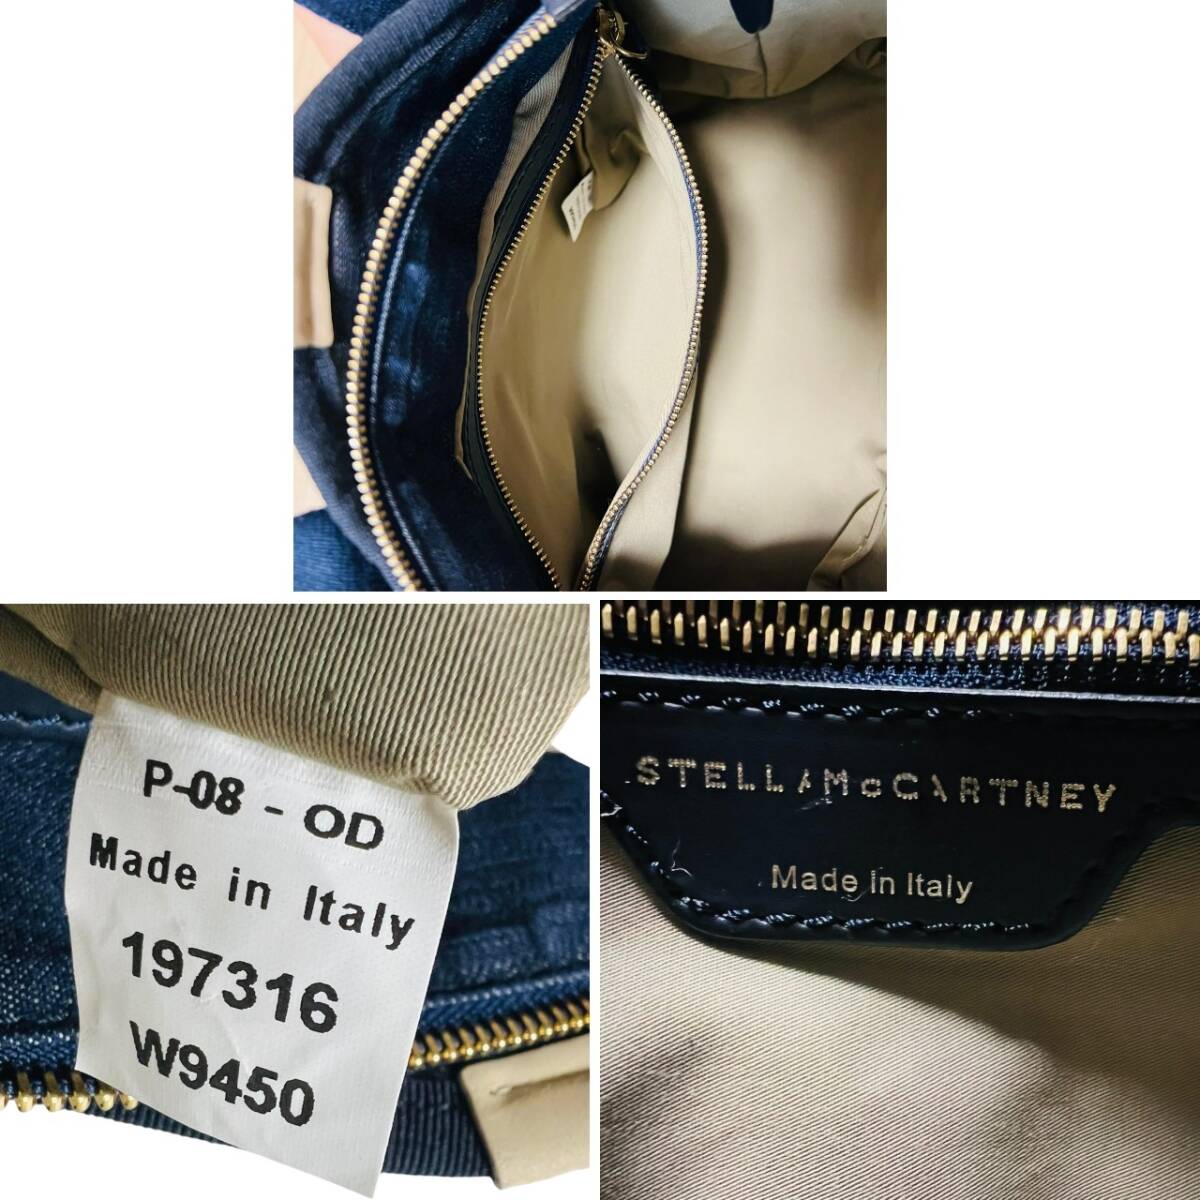 P-08 - OD
Made in Italy
197316
W9450
STELLA McCARTNEY
Made in Italy